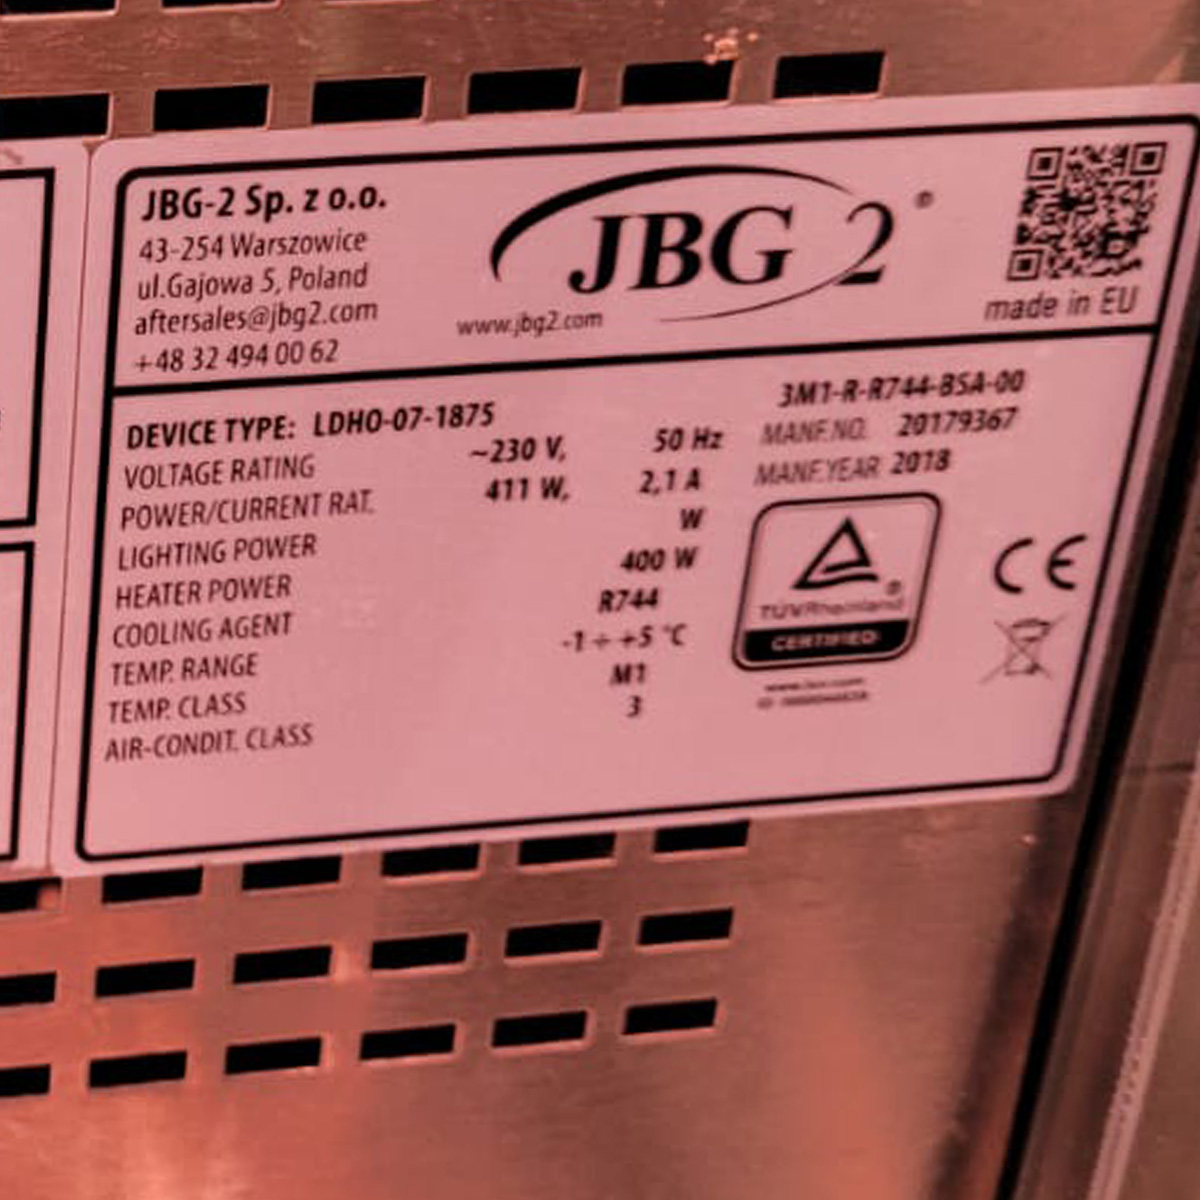 JBG-2 Sp. z o.o.
43-254 Warszowice
ul.Gajowa 5, Poland
aftersales@jbg2.com
+48 32 494 00 62
JBG 2®
www.jbg2.com
made in EU
DEVICE TYPE: LDHO-07-1875
3M1-R-R744-BSA-00
VOLTAGE RATING ~230 V, 50 Hz
MANF.NO. 20179367
POWER/CURRENT RAT. 411 W, 2,1 A
MANF.YEAR 2018
LIGHTING POWER W
HEATER POWER 400 W
COOLING AGENT R744
TEMP. RANGE -1 ÷ +5 °C
TEMP. CLASS M1
AIR-CONDIT. CLASS 3
TÜVRheinland®
CERTIFIED
CE